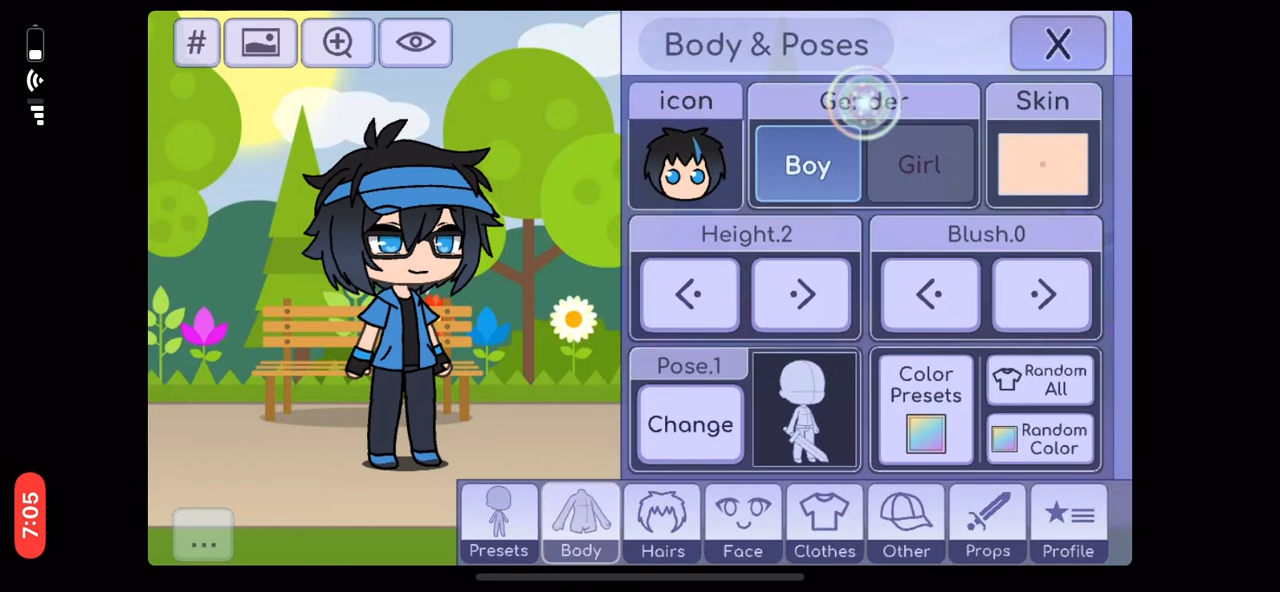 7:05
#
Body & Poses
X
icon
Gender
Skin
Boy
Girl
Height.2
Blush.0
Pose.1
Change
Color
Presets
Random
All
Random
Color
...
Presets
Body
Hairs
Face
Clothes
Other
Props
Profile